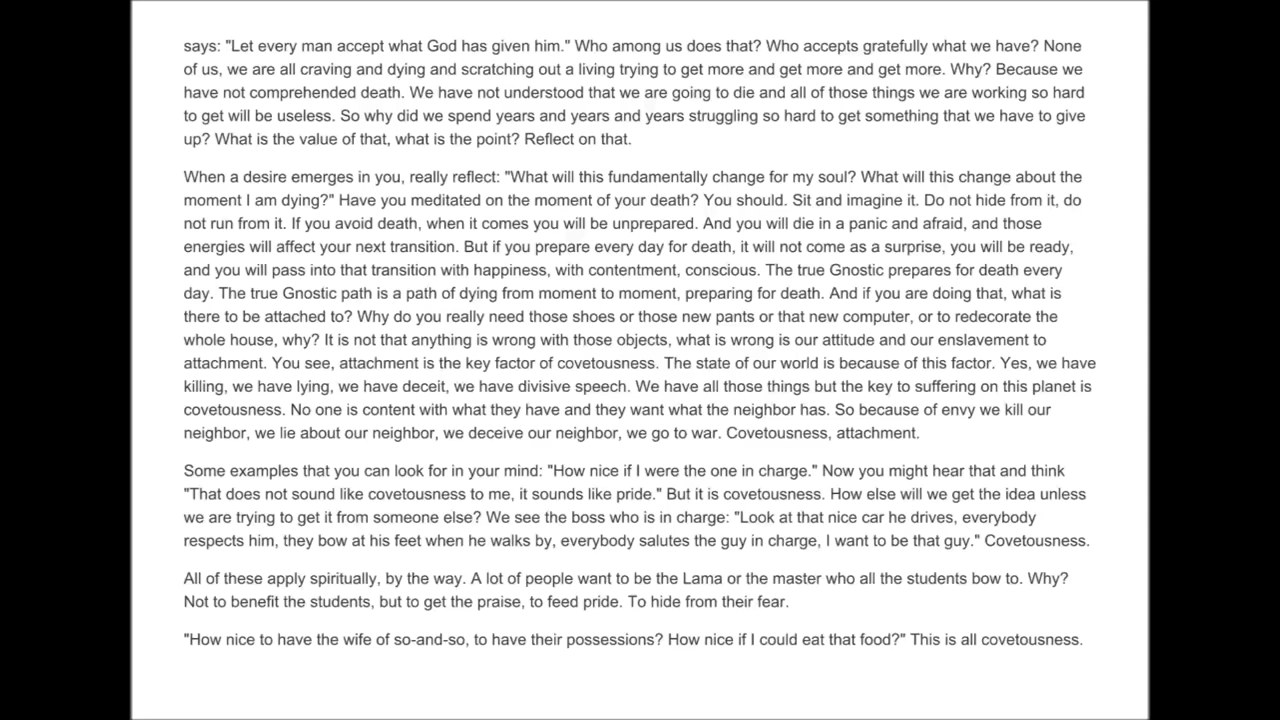 says: "Let every man accept what God has given him." Who among us does that? Who accepts gratefully what we have? None
of us, we are all craving and dying and scratching out a living trying to get more and get more and get more. Why? Because we
have not comprehended death. We have not understood that we are going to die and all of those things we are working so hard
to get will be useless. So why did we spend years and years and years struggling so hard to get something that we have to give
up? What is the value of that, what is the point? Reflect on that.
When a desire emerges in you, really reflect: "What will this fundamentally change for my soul? What will this change about the
moment I am dying?" Have you meditated on the moment of your death? You should. Sit and imagine it. Do not hide from it, do
not run from it. If you avoid death, when it comes you will be unprepared. And you will die in a panic and afraid, and those
energies will affect your next transition. But if you prepare every day for death, it will not come as a surprise, you will be ready,
and you will pass into that transition with happiness, with contentment, conscious. The true Gnostic prepares for death every
day. The true Gnostic path is a path of dying from moment to moment, preparing for death. And if you are doing that, what is
there to be attached to? Why do you really need those shoes or those new pants or that new computer, or to redecorate the
whole house, why? It is not that anything is wrong with those objects, what is wrong is our attitude and our enslavement to
attachment. You see, attachment is the key factor of covetousness. The state of our world is because of this factor. Yes, we have
killing, we have lying, we have deceit, we have divisive speech. We have all those things but the key to suffering on this planet is
covetousness. No one is content with what they have and they want what the neighbor has. So because of envy we kill our
neighbor, we lie about our neighbor, we deceive our neighbor, we go to war. Covetousness, attachment.
Some examples that you can look for in your mind: "How nice if I were the one in charge." Now you might hear that and think
"That does not sound like covetousness to me, it sounds like pride." But it is covetousness. How else will we get the idea unless
we are trying to get it from someone else? We see the boss who is in charge: "Look at that nice car he drives, everybody
respects him, they bow at his feet when he walks by, everybody salutes the guy in charge, I want to be that guy." Covetousness.
All of these apply spiritually, by the way. A lot of people want to be the Lama or the master who all the students bow to. Why?
Not to benefit the students, but to get the praise, to feed pride. To hide from their fear.
"How nice to have the wife of so-and-so, to have their possessions? How nice if I could eat that food?" This is all covetousness.